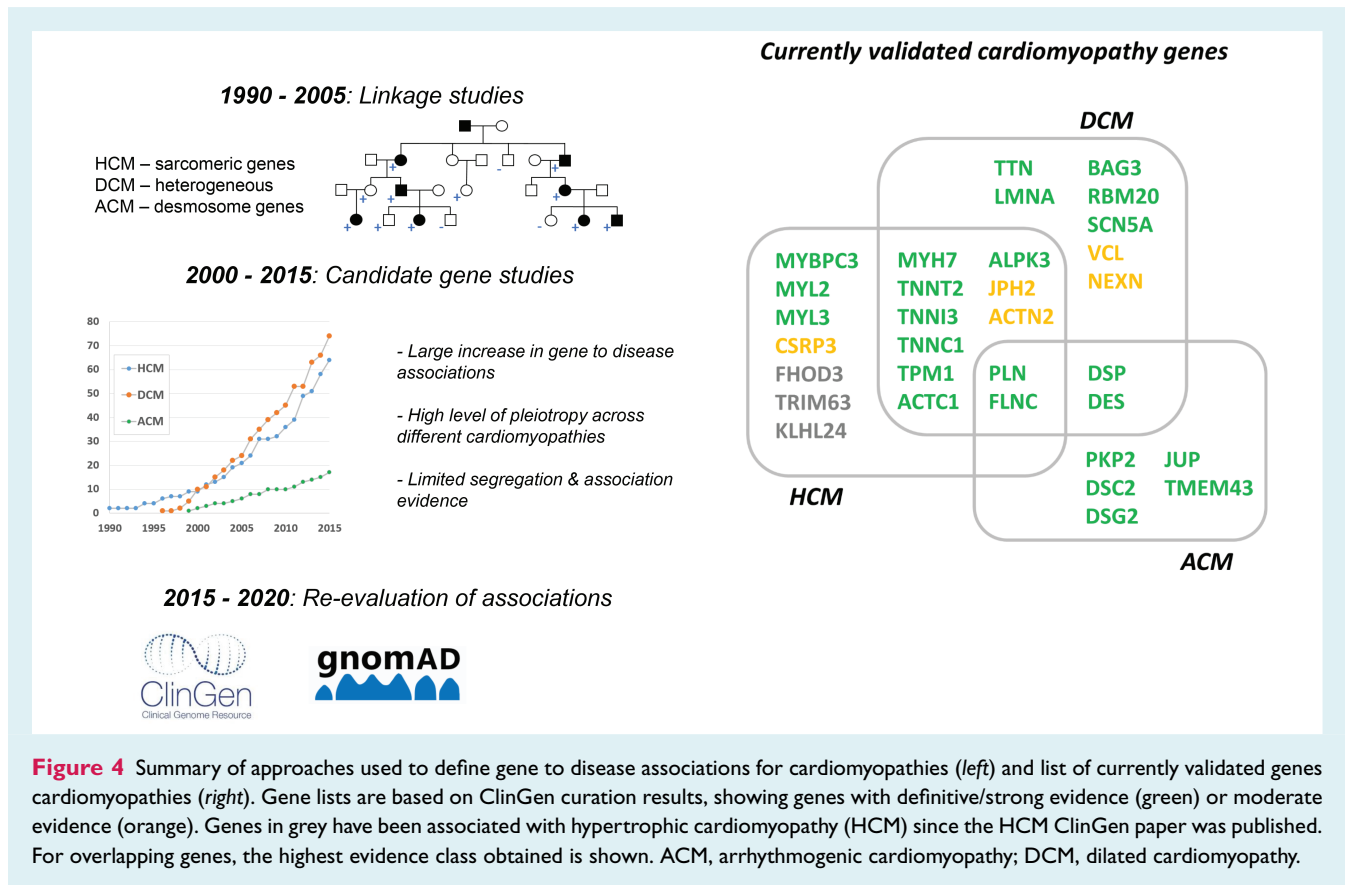 1990 - 2005: Linkage studies
HCM – sarcomeric genes
DCM – heterogeneous
ACM – desmosome genes
+
-
+
+
+
+
+
+
+
+
-
-
+
+
2000 - 2015: Candidate gene studies
80
70
60
50
40
30
20
10
0
HCM
DCM
ACM
1990
1995
2000
2005
2010
2015
- Large increase in gene to disease
associations
- High level of pleiotropy across
different cardiomyopathies
- Limited segregation & association
evidence
2015 - 2020: Re-evaluation of associations
ClinGen
Clinical Genome Resource
gnomAD
Currently validated cardiomyopathy genes
DCM
TTN
LMNA
BAG3
RBM20
SCN5A
VCL
NEXN
MYBPC3
MYL2
MYL3
CSRP3
FHOD3
TRIM63
KLHL24
MYH7
TNNT2
TNNI3
TNNC1
TPM1
ACTC1
ALPK3
JPH2
ACTN2
PLN
FLNC
DSP
DES
PKP2
DSC2
DSG2
JUP
TMEM43
HCM
ACM
Figure 4 Summary of approaches used to define gene to disease associations for cardiomyopathies (left) and list of currently validated genes
cardiomyopathies (right). Gene lists are based on ClinGen curation results, showing genes with definitive/strong evidence (green) or moderate
evidence (orange). Genes in grey have been associated with hypertrophic cardiomyopathy (HCM) since the HCM ClinGen paper was published.
For overlapping genes, the highest evidence class obtained is shown. ACM, arrhythmogenic cardiomyopathy; DCM, dilated cardiomyopathy.